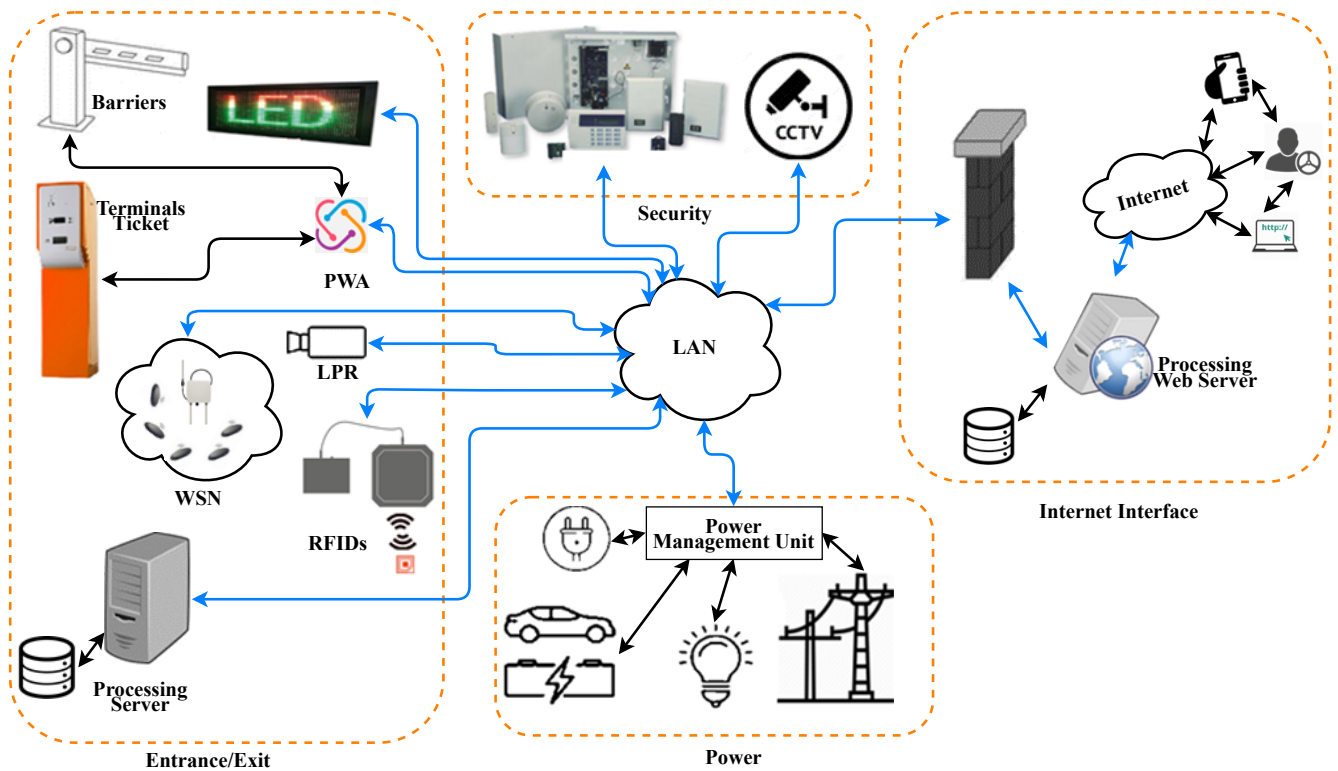 Barriers
LED
Terminals
Ticket
PWA
LPR
WSN
RFIDs
Processing
Server
Entrance/Exit
CCTV
Security
LAN
Power
Management Unit
Power
Internet
http://
Processing
Web Server
Internet Interface